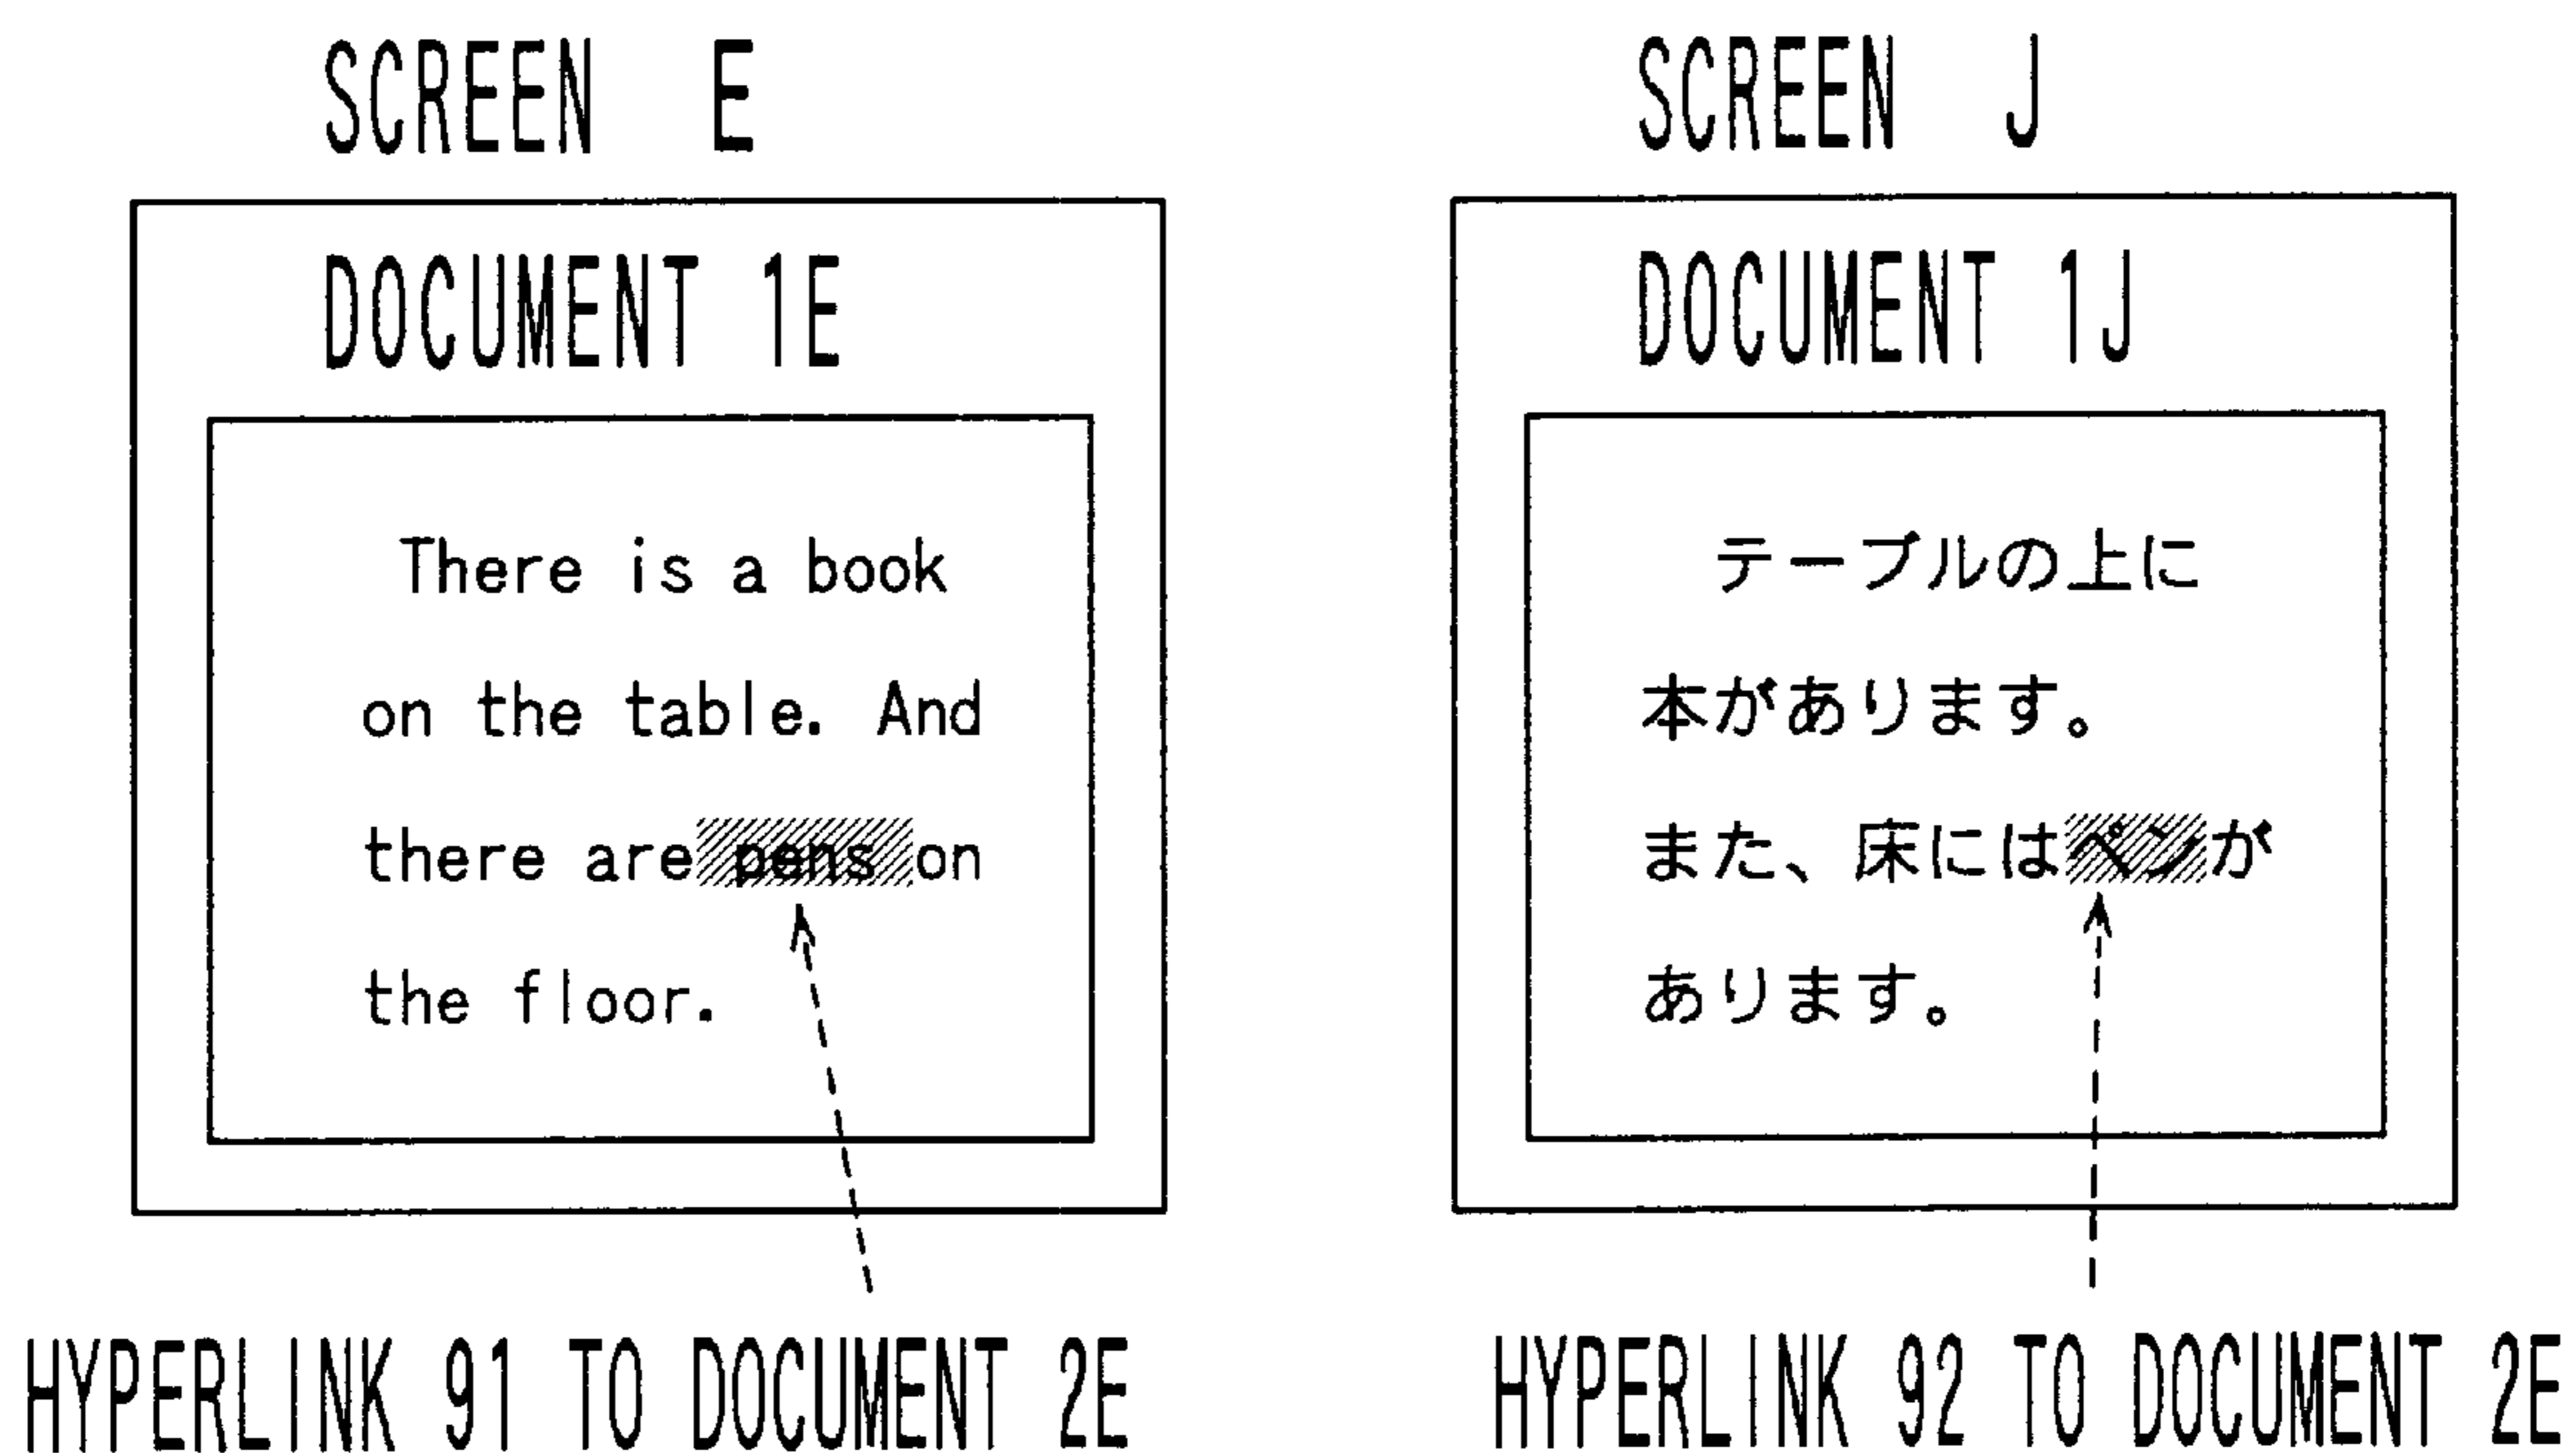 SCREEN E
DOCUMENT 1E
There is a book
on the table. And
there are pens on
the floor.
HYPERLINK 91 TO DOCUMENT 2E
SCREEN J
DOCUMENT 1J
テーブルの上に
本があります。
また、床にはペンが
あります。
HYPERLINK 92 TO DOCUMENT 2E